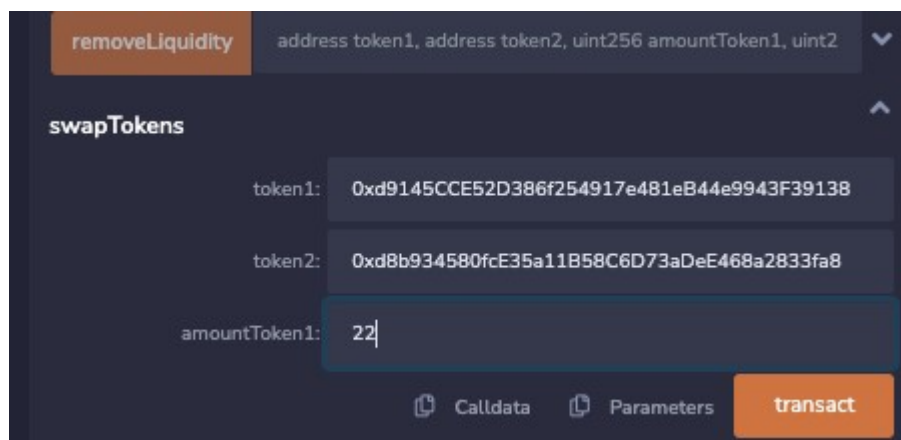 removeLiquidity address token1, address token2, uint256 amountToken1, uint2
swapTokens
token1: 0xd9145CCE52D386f254917e481eB44e9943F39138
token2: 0xd8b934580fcE35a11B58C6D73aDeE468a2833fa8
amountToken1: 22
Calldata Parameters transact